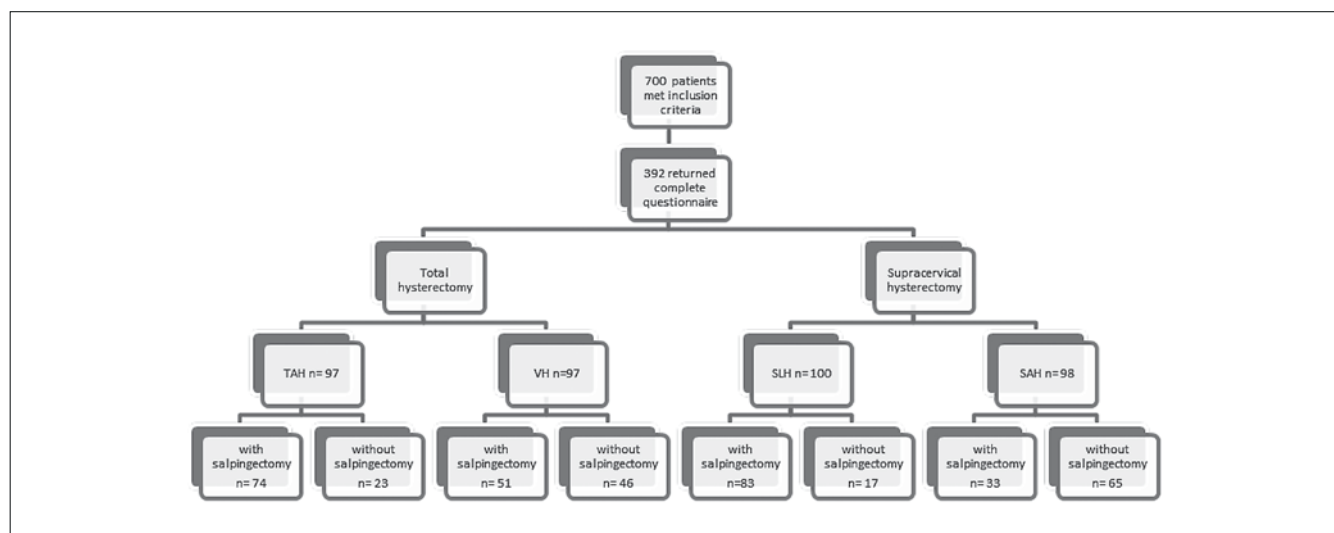 700 patients
met inclusion
criteria
392 returned
complete
questionnaire
Total
hysterectomy
Supracervical
hysterectomy
TAH n= 97
VH n=97
SLH n= 100
SAH n= 98
with
salpingectomy
n= 74
without
salpingectomy
n= 23
with
salpingectomy
n= 51
without
salpingectomy
n= 46
with
salpingectomy
n=83
without
salpingectomy
n= 17
with
salpingectomy
n= 33
without
salpingectomy
n= 65